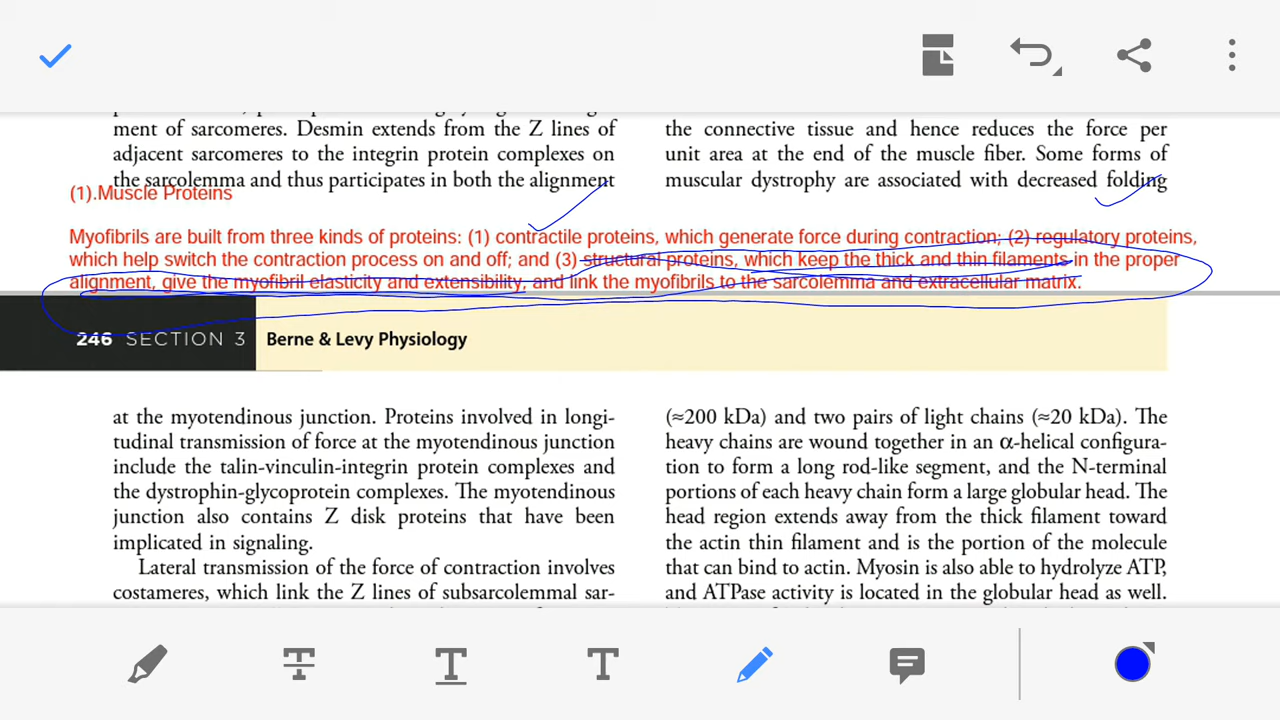 ment of sarcomeres. Desmin extends from the Z lines of
adjacent sarcomeres to the integrin protein complexes on
the sarcolemma and thus participates in both the alignment
the connective tissue and hence reduces the force per
unit area at the end of the muscle fiber. Some forms of
muscular dystrophy are associated with decreased folding
(1).Muscle Proteins
Myofibrils are built from three kinds of proteins: (1) contractile proteins, which generate force during contraction; (2) regulatory proteins,
which help switch the contraction process on and off; and (3) structural proteins, which keep the thick and thin filaments in the proper
alignment, give the myofibril elasticity and extensibility, and link the myofibrils to the sarcolemma and extracellular matrix.
246 SECTION 3 Berne & Levy Physiology
at the myotendinous junction. Proteins involved in longi-
tudinal transmission of force at the myotendinous junction
include the talin-vinculin-integrin protein complexes and
the dystrophin-glycoprotein complexes. The myotendinous
junction also contains Z disk proteins that have been
implicated in signaling.
Lateral transmission of the force of contraction involves
costameres, which link the Z lines of subsarcolemmal sar-
(≈200 kDa) and two pairs of light chains (≈20 kDa). The
heavy chains are wound together in an α-helical configura-
tion to form a long rod-like segment, and the N-terminal
portions of each heavy chain form a large globular head. The
head region extends away from the thick filament toward
the actin thin filament and is the portion of the molecule
that can bind to actin. Myosin is also able to hydrolyze ATP,
and ATPase activity is located in the globular head as well.
T T T